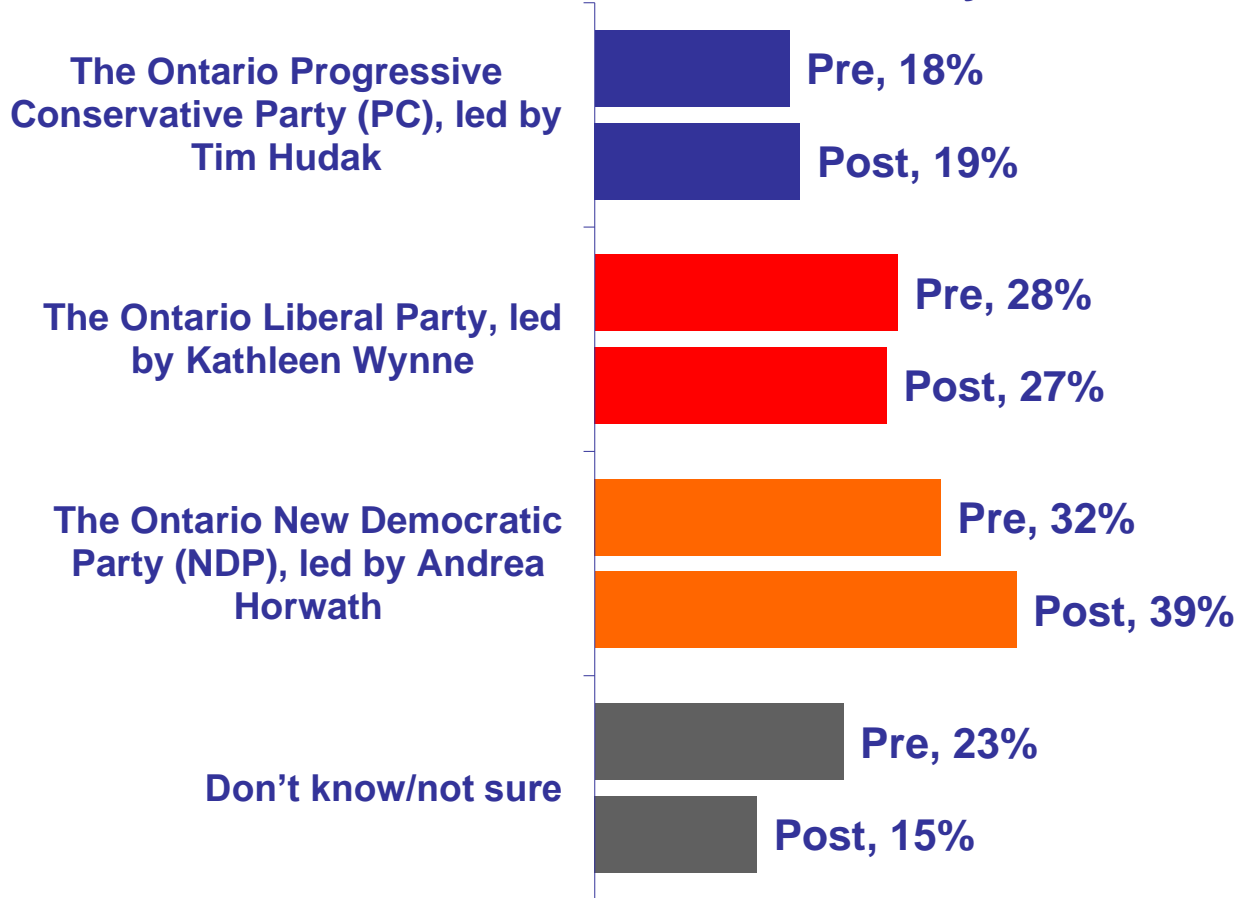 The Ontario Progressive
Conservative Party (PC), led by
Tim Hudak
Pre, 18%
Post, 19%
The Ontario Liberal Party, led
by Kathleen Wynne
Pre, 28%
Post, 27%
The Ontario New Democratic
Party (NDP), led by Andrea
Horwath
Pre, 32%
Post, 39%
Don’t know/not sure
Pre, 23%
Post, 15%